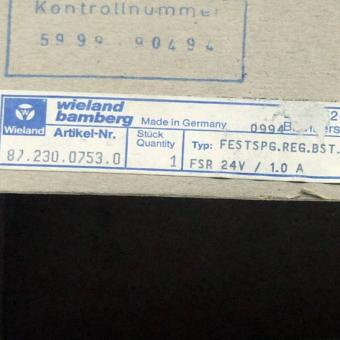 Kontrollnummer
5999 90494
wieland
bamberg Made in Germany 0994
Wieland Artikel-Nr. Stück
Quantity Typ: FESTSPG.REG.BST.
87.230.0753.0 1 FSR 24V / 1.0 A